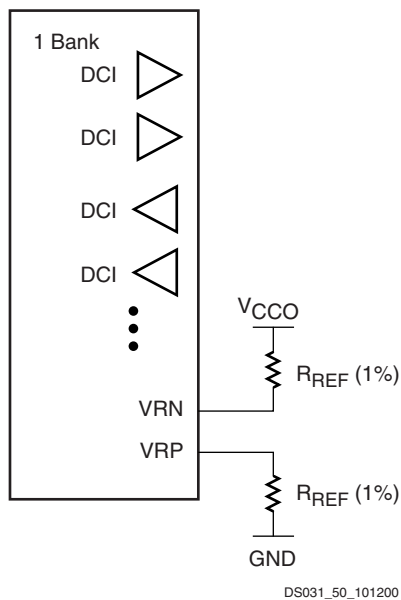 1 Bank
DCI
DCI
DCI
DCI
VCCO
RREF (1%)
VRN
VRP
RREF (1%)
GND
DS031_50_101200